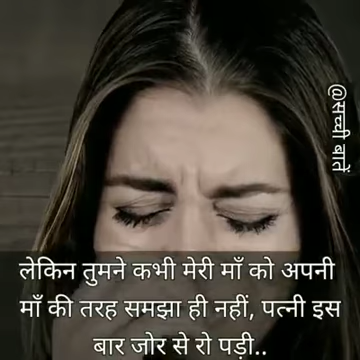 @सच्ची बातें
लेकिन तुमने कभी मेरी माँ को अपनी
माँ की तरह समझा ही नहीं, पत्नी इस
बार जोर से रो पड़ी..